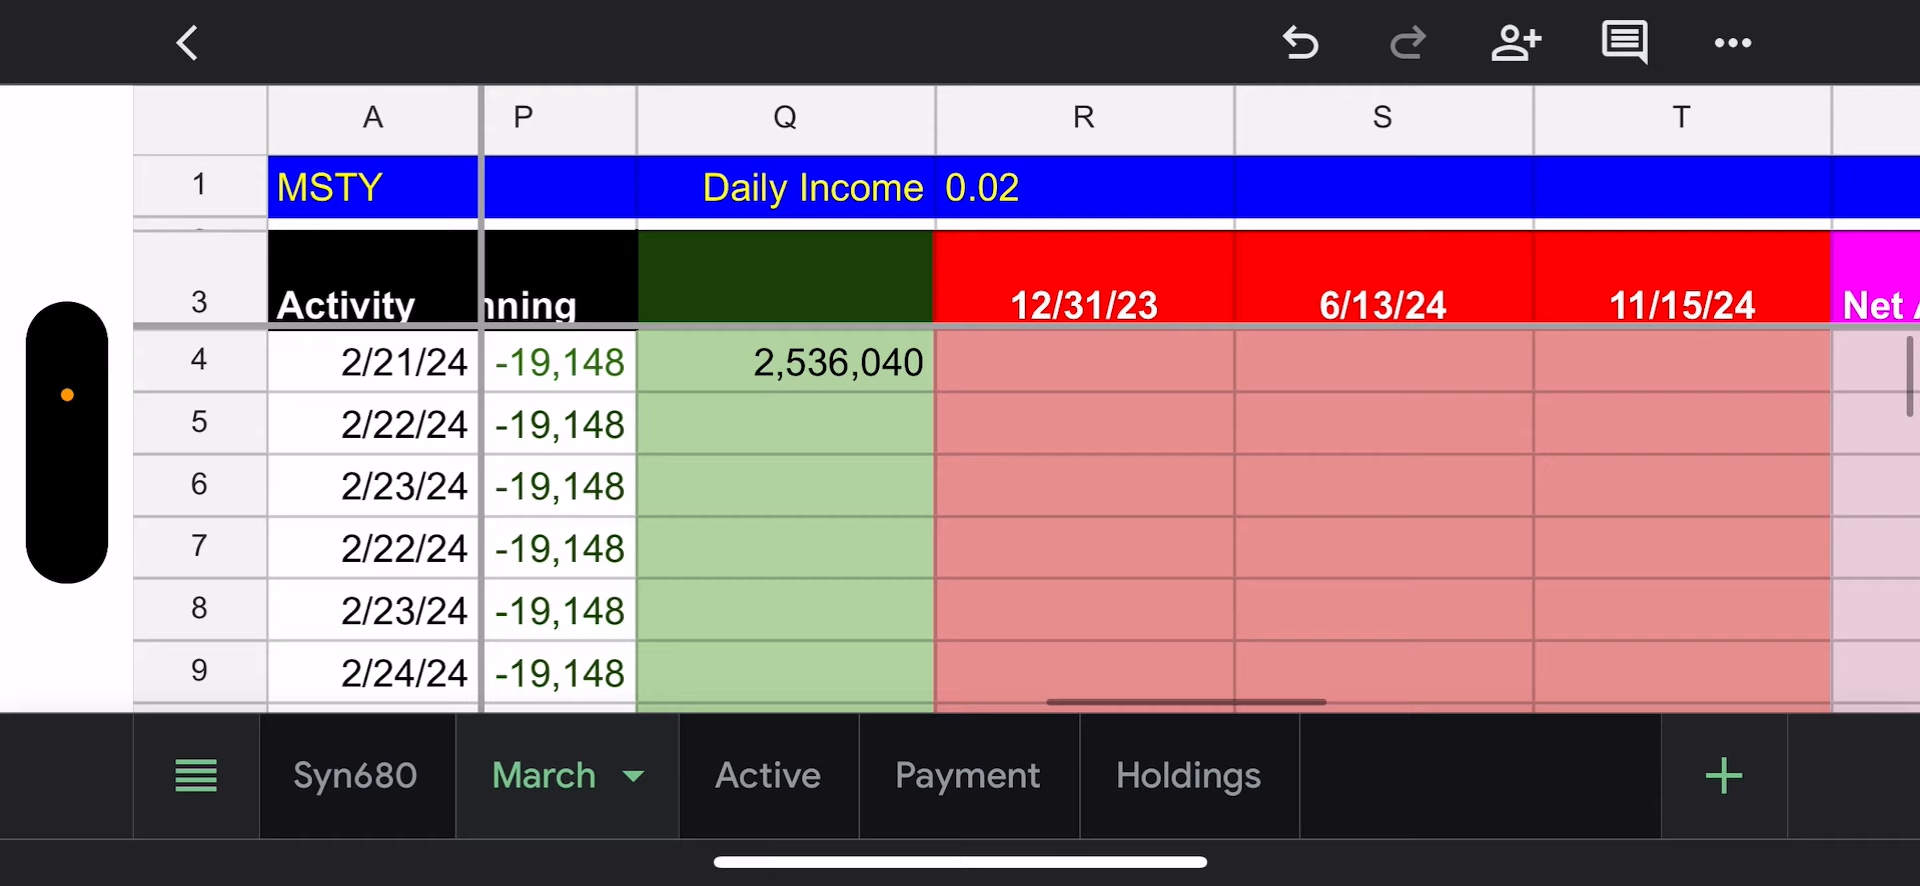 A P Q R S T
1 MSTY Daily Income 0.02
3 Activity nning 12/31/23 6/13/24 11/15/24 Net
4 2/21/24 -19,148 2,536,040
5 2/22/24 -19,148
6 2/23/24 -19,148
7 2/22/24 -19,148
8 2/23/24 -19,148
9 2/24/24 -19,148
Syn680 March Active Payment Holdings